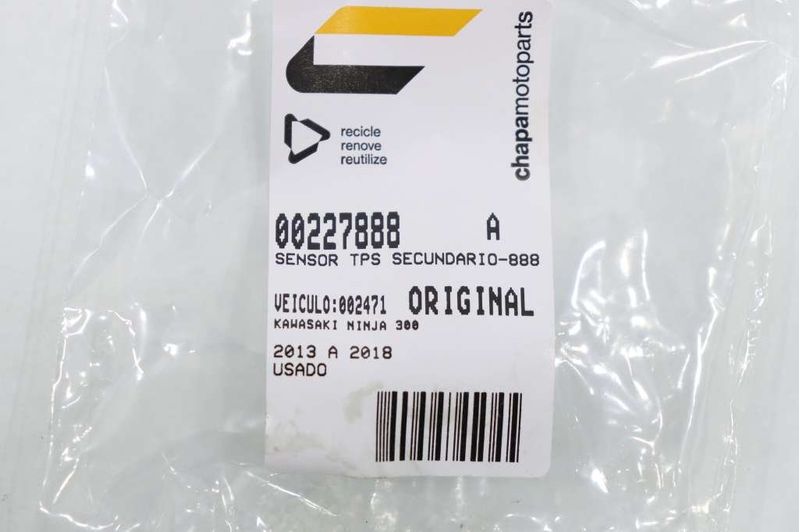 chapamotoparts
recicle
renove
reutilize
00227888 A
SENSOR TPS SECUNDARIO-888
VEICULO:002471 ORIGINAL
KAWASAKI NINJA 300
2013 A 2018
USADO